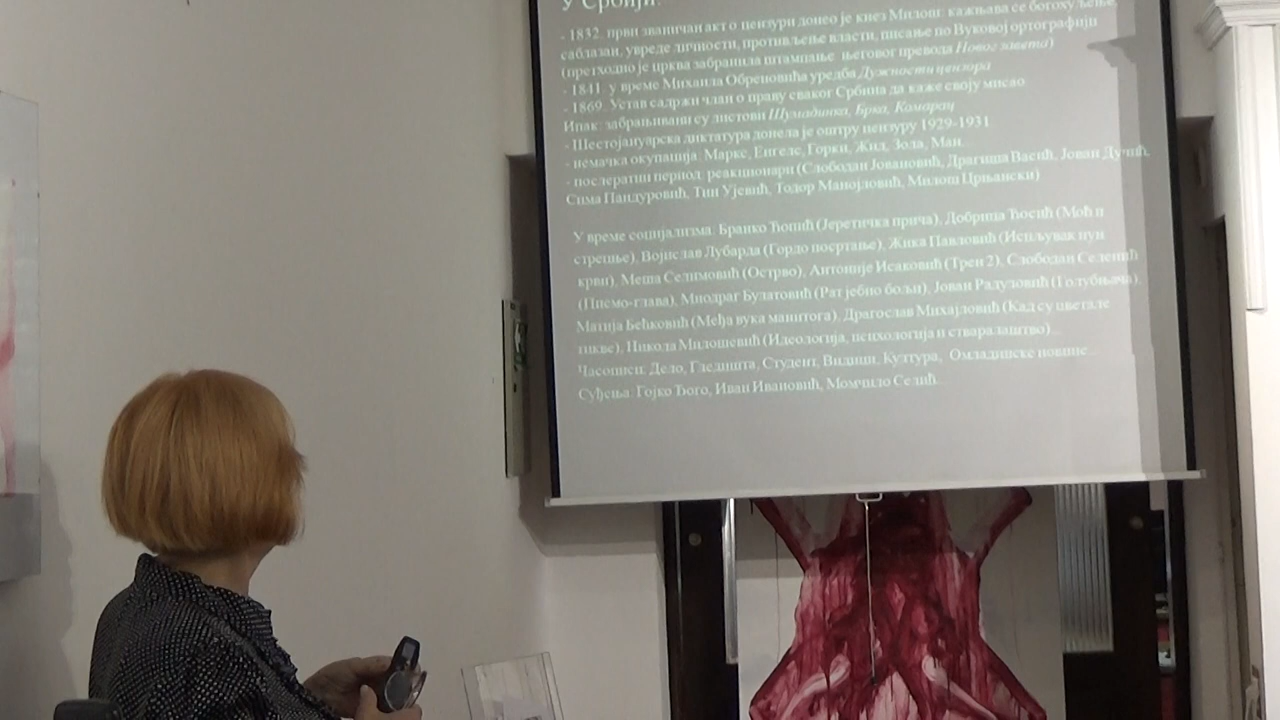 У Србији:
- 1832. први званичан акт о цензури донео је кнез Милош: кажњава се богохуљење,
саблазан, увреде личности, противљење власти, писање по Вуковој ортографији
(претходно је црква забранила штампање његовог превода Новог завета)
- 1841. у време Михаила Обреновића уредба Дужности цензора
- 1869. Устав садржи члан о праву сваког Србина да каже своју мисао
Ипак: забрањивани су листови Шумадинка, Брка, Комарац
- Шестојануарска диктатура донела је оштру цензуру 1929-1931.
- немачка окупација: Маркс, Енгелс, Горки, Жид, Зола, Ман...
- послератни период: реакционари (Слободан Јовановић, Драгиша Васић, Јован Дучић,
Сима Пандуровић, Тин Ујевић, Тодор Манојловић, Милош Црњански)
У време социјализма: Бранко Ћопић (Јеретичка прича), Добрица Ћосић (Моћ и
стрепње), Војислав Лубарда (Гордо посртање), Жика Павловић (Испљувак пун
крви), Меша Селимовић (Острво), Антоније Исаковић (Трен 2), Слободан Селенић
(Писмо-глава), Миодраг Булатовић (Рат је био бољи), Јован Радуловић (Голубњача),
Матија Бећковић (Међа вука манитога), Драгослав Михајловић (Кад су цветале
тикве), Никола Милошевић (Идеологија, психологија и стваралаштво)...
Часописи: Дело, Гледишта, Студент, Видици, Култура, Омладинске новине...
Суђења: Гојко Ђого, Иван Ивановић, Момчило Селић...